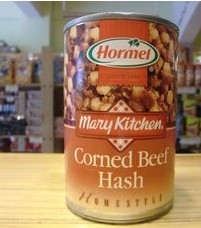 Hormel
Mary Kitchen
Corned Beef
Hash
HOMESTYLE